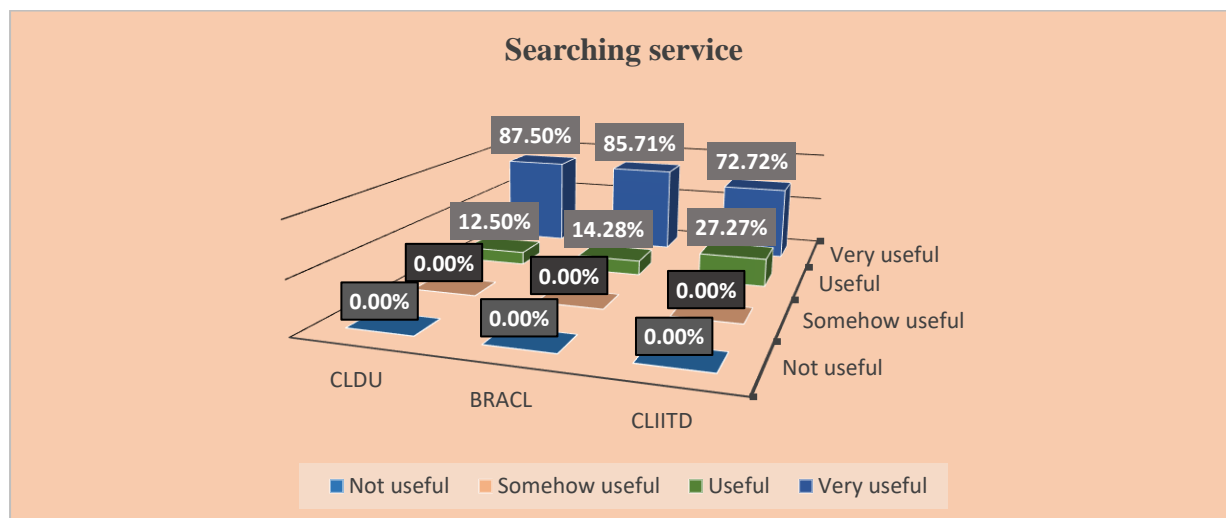 Searching service
87.50% 85.71% 72.72%
12.50% 14.28% 27.27%
0.00% 0.00% 0.00%
0.00% 0.00% 0.00%
Very useful
Useful
Somehow useful
Not useful
CLDU
BRACL
CLIITD
Not useful Somehow useful Useful Very useful